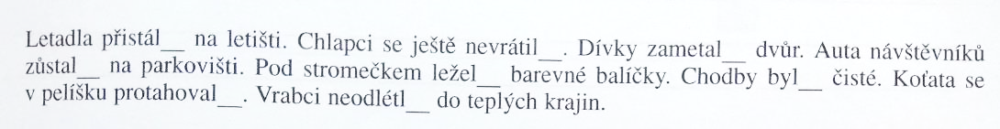 Letadla přistál__ na letišti. Chlapci se ještě nevrátil__. Dívky zametal__ dvůr. Auta návštěvníků
zůstal__ na parkovišti. Pod stromečkem ležel__ barevné balíčky. Chodby byl__ čisté. Koťata se
v pelíšku protahoval__. Vrabci neodlétl__ do teplých krajin.